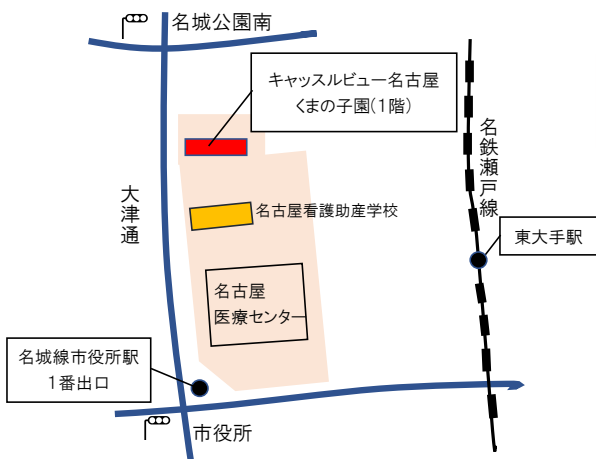 名城公園南
キャッスルビュー名古屋
くまの子園(1階)
名鉄瀬戸線
大津通
名古屋看護助産学校
東大手駅
名古屋
医療センター
名城線市役所駅
1番出口
市役所